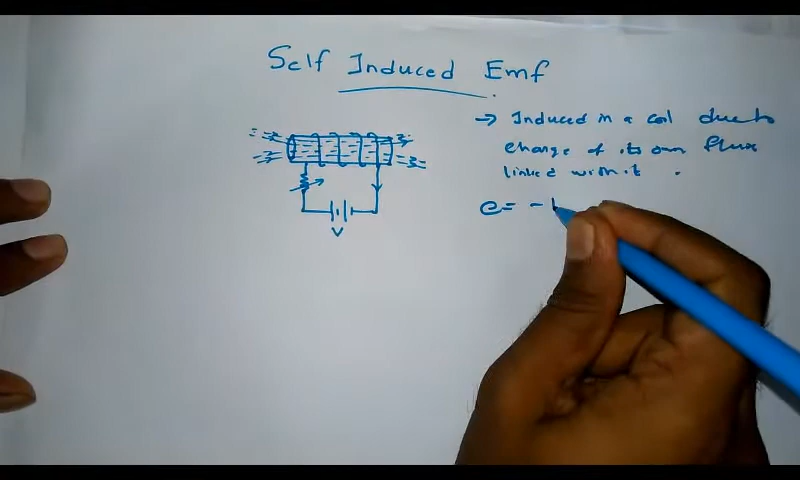 Self Induced Emf
→ Induced in a coil due to
change of its own flux
linked with it .
e= -
V